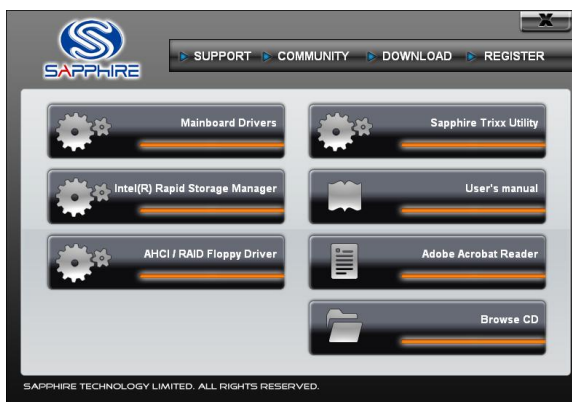 SAPPHIRE
SUPPORT COMMUNITY DOWNLOAD REGISTER
X
Mainboard Drivers
Sapphire Trixx Utility
Intel(R) Rapid Storage Manager
User's manual
AHCI / RAID Floppy Driver
Adobe Acrobat Reader
Browse CD
SAPPHIRE TECHNOLOGY LIMITED. ALL RIGHTS RESERVED.